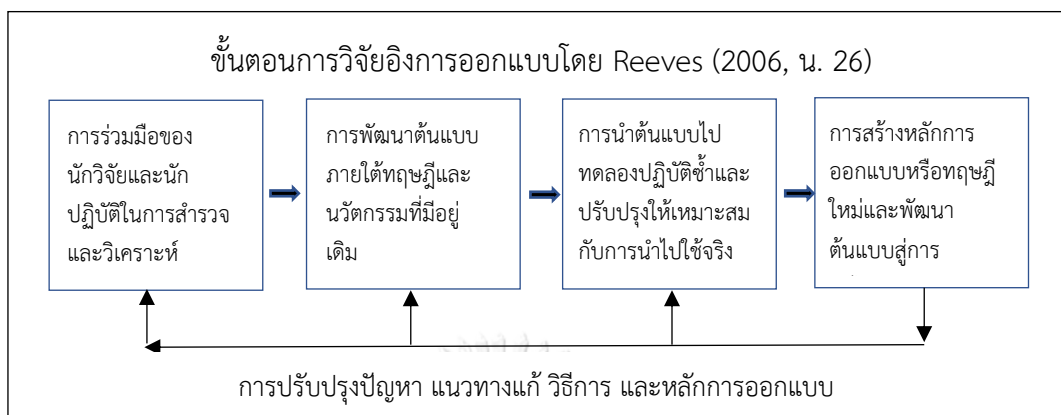 ขั้นตอนการวิจัยอิงการออกแบบโดย Reeves (2006, น. 26)
การร่วมมือของ
นักวิจัยและนัก
ปฏิบัติในการสำรวจ
และวิเคราะห์
การพัฒนาต้นแบบ
ภายใต้ทฤษฎีและ
นวัตกรรมที่มีอยู่
เดิม
การนำต้นแบบไป
ทดลองปฏิบัติซ้ำและ
ปรับปรุงให้เหมาะสม
กับการนำไปใช้จริง
การสร้างหลักการ
ออกแบบหรือทฤษฎี
ใหม่และพัฒนา
ต้นแบบสู่การ
การปรับปรุงปัญหา แนวทางแก้ วิธีการ และหลักการออกแบบ